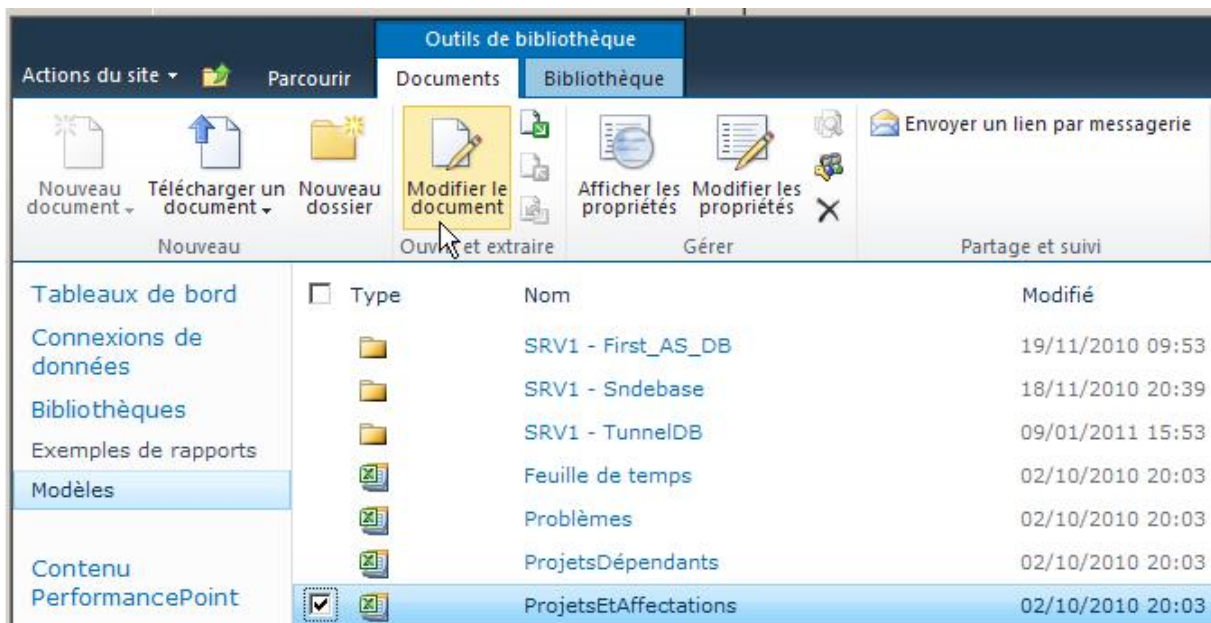 Outils de bibliothèque
Actions du site
Parcourir
Documents
Bibliothèque
Nouveau document
Télécharger un document
Nouveau dossier
Modifier le document
Afficher les propriétés
Modifier les propriétés
Envoyer un lien par messagerie
Nouveau
Ouvrir et extraire
Gérer
Partage et suivi
Tableaux de bord
Connexions de données
Bibliothèques
Exemples de rapports
Modèles
Contenu PerformancePoint
Type Nom Modifié
SRV1 - First_AS_DB 19/11/2010 09:53
SRV1 - Sndebase 18/11/2010 20:39
SRV1 - TunnelDB 09/01/2011 15:53
Feuille de temps 02/10/2010 20:03
Problèmes 02/10/2010 20:03
ProjetsDépendants 02/10/2010 20:03
ProjetsEtAffectations 02/10/2010 20:03